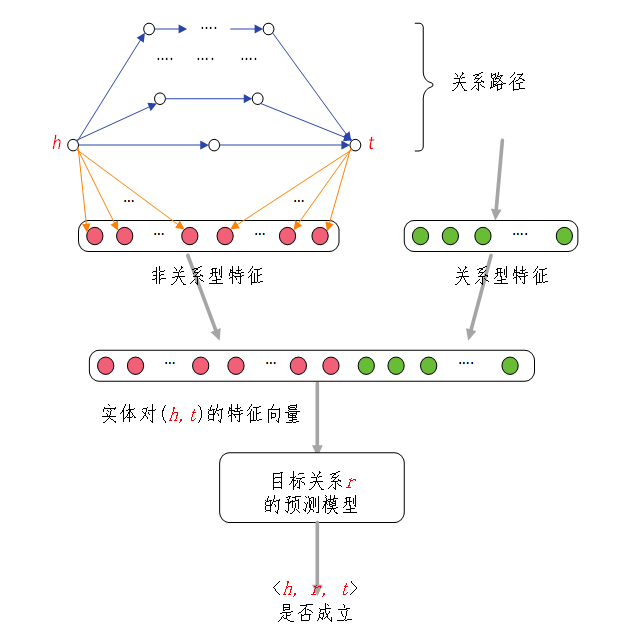 关系路径
h
t
非关系型特征
关系型特征
实体对(h,t)的特征向量
目标关系r
的预测模型
<h, r, t>
是否成立